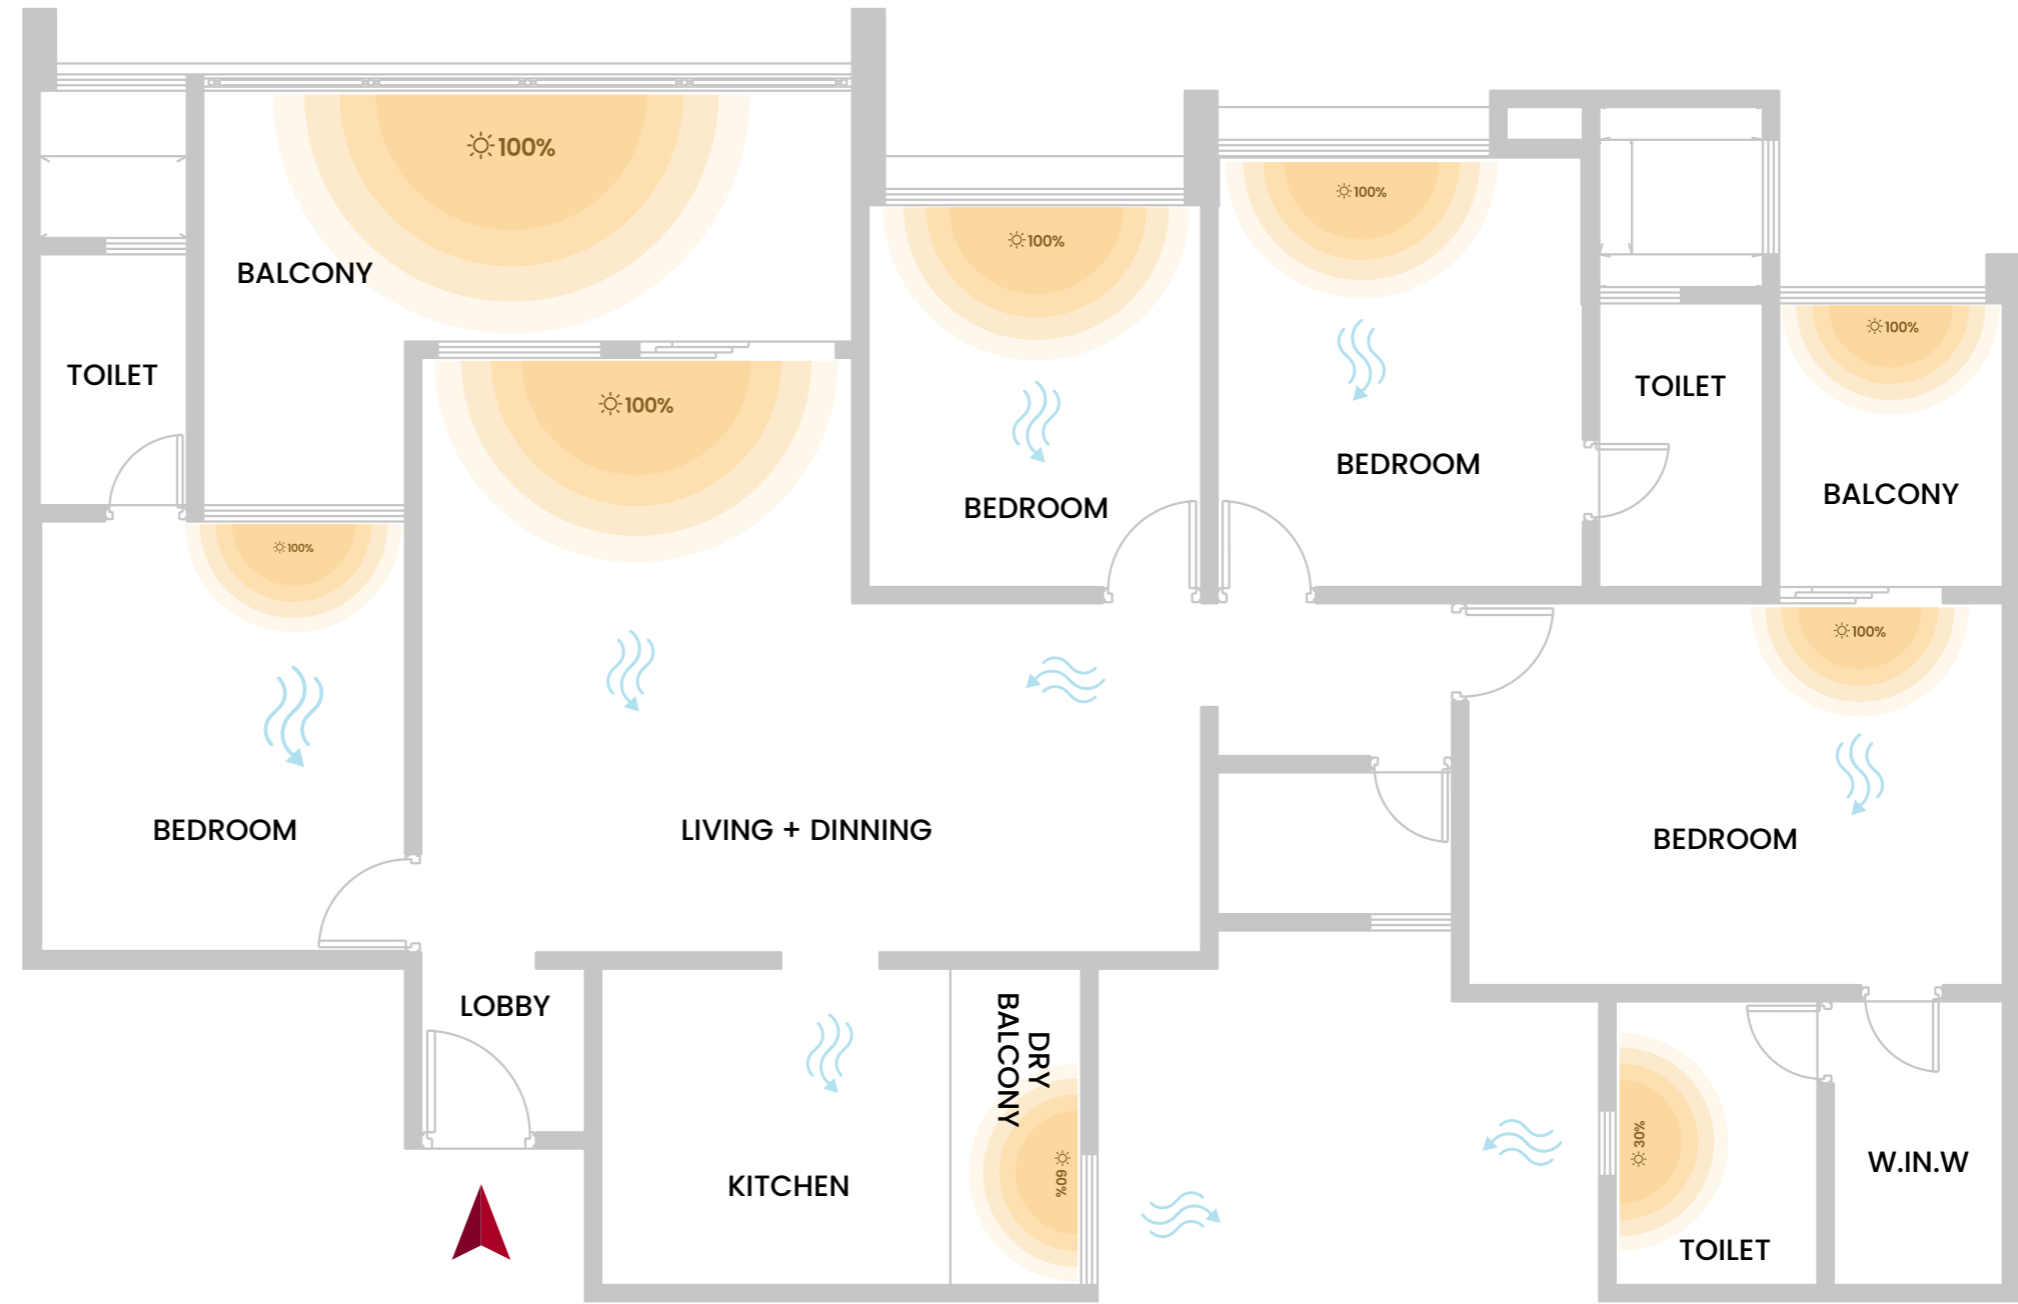 100%
100%
100%
100%
BALCONY
100%
TOILET
TOILET
100%
BEDROOM
BALCONY
BEDROOM
100%
100%
BEDROOM
LIVING + DINNING
BEDROOM
LOBBY
DRY
BALCONY
60%
30%
KITCHEN
W.IN.W
TOILET